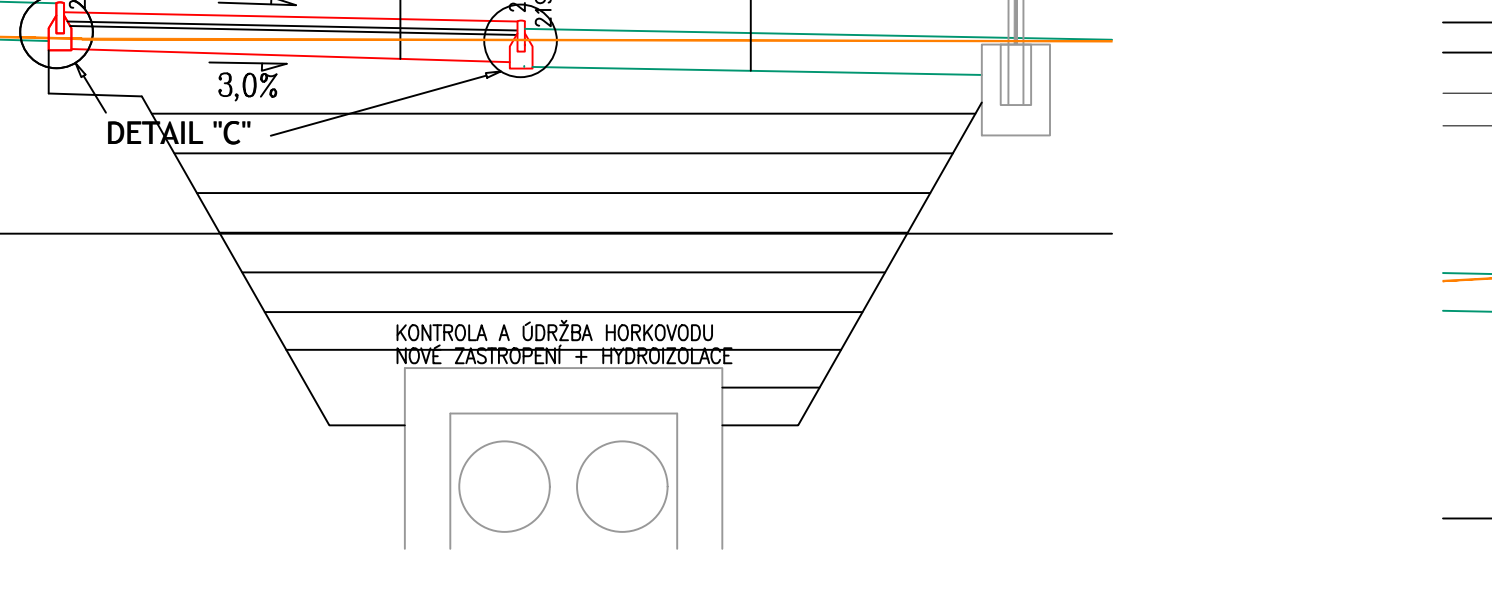 3,0%
DETAIL "C"
KONTROLA A ÚDRŽBA HORKOVODU
NOVÉ ZASTROPENÍ + HYDROIZOLACE